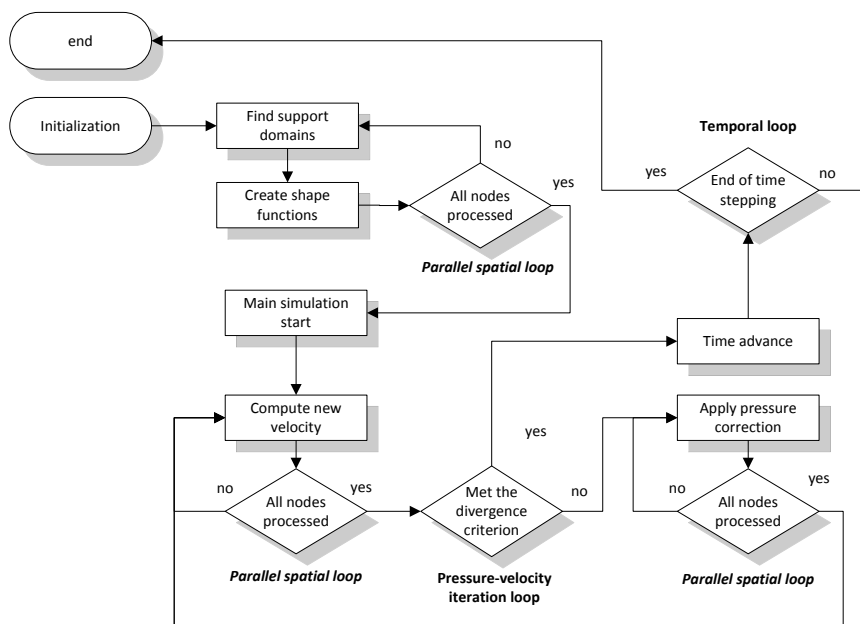 end
Initialization
Find support
domains
Create shape
functions
no
yes
All nodes
processed
Parallel spatial loop
Temporal loop
yes
no
End of time
stepping
Main simulation
start
Time advance
Compute new
velocity
no
yes
All nodes
processed
Parallel spatial loop
yes
Met the
divergence
criterion
no
Pressure-velocity
iteration loop
Apply pressure
correction
no
yes
All nodes
processed
Parallel spatial loop